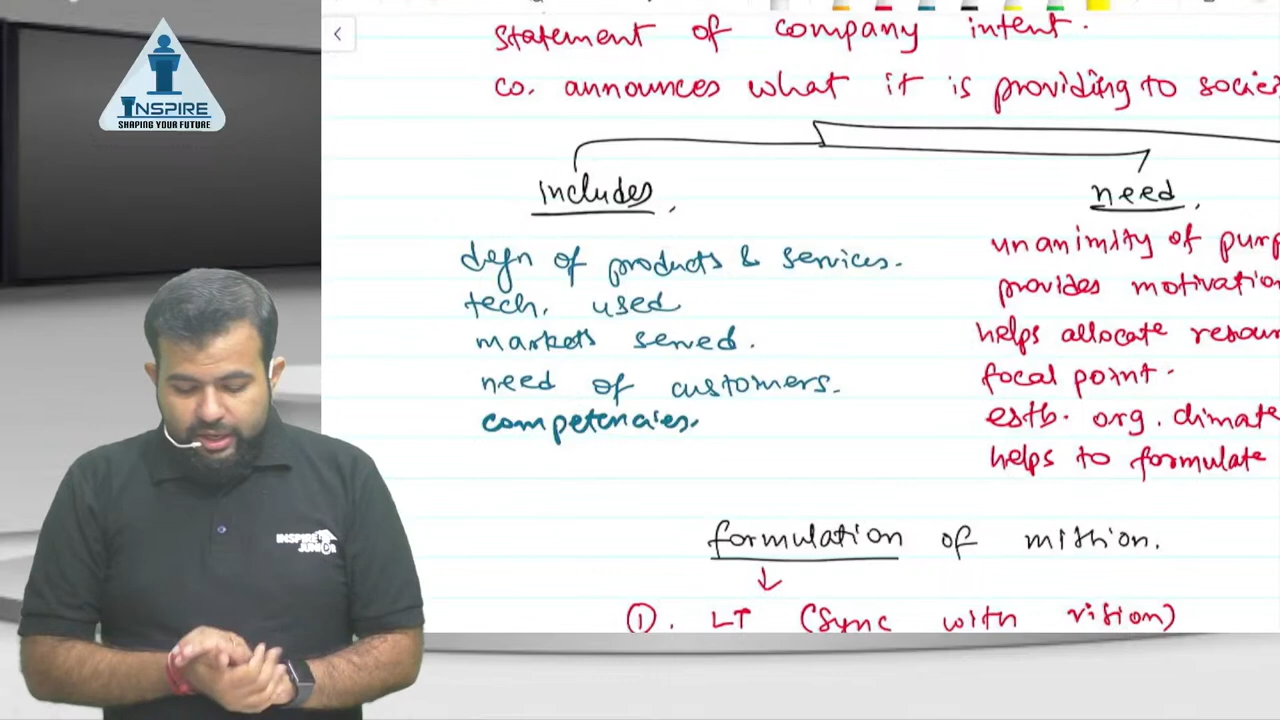 INSPIRE
SHAPING YOUR FUTURE
statement of company intent.
co. announces what it is providing to socie
includes
defn of products & services.
tech. used
markets served.
need of customers.
competencies.
need
unanimity of purp
provides motivation
helps allocate resour
focal point.
estb. org. climate
helps to formulate
formulation of mission.
①. LT (sync with vision)
INSPIRE
JUNIOR